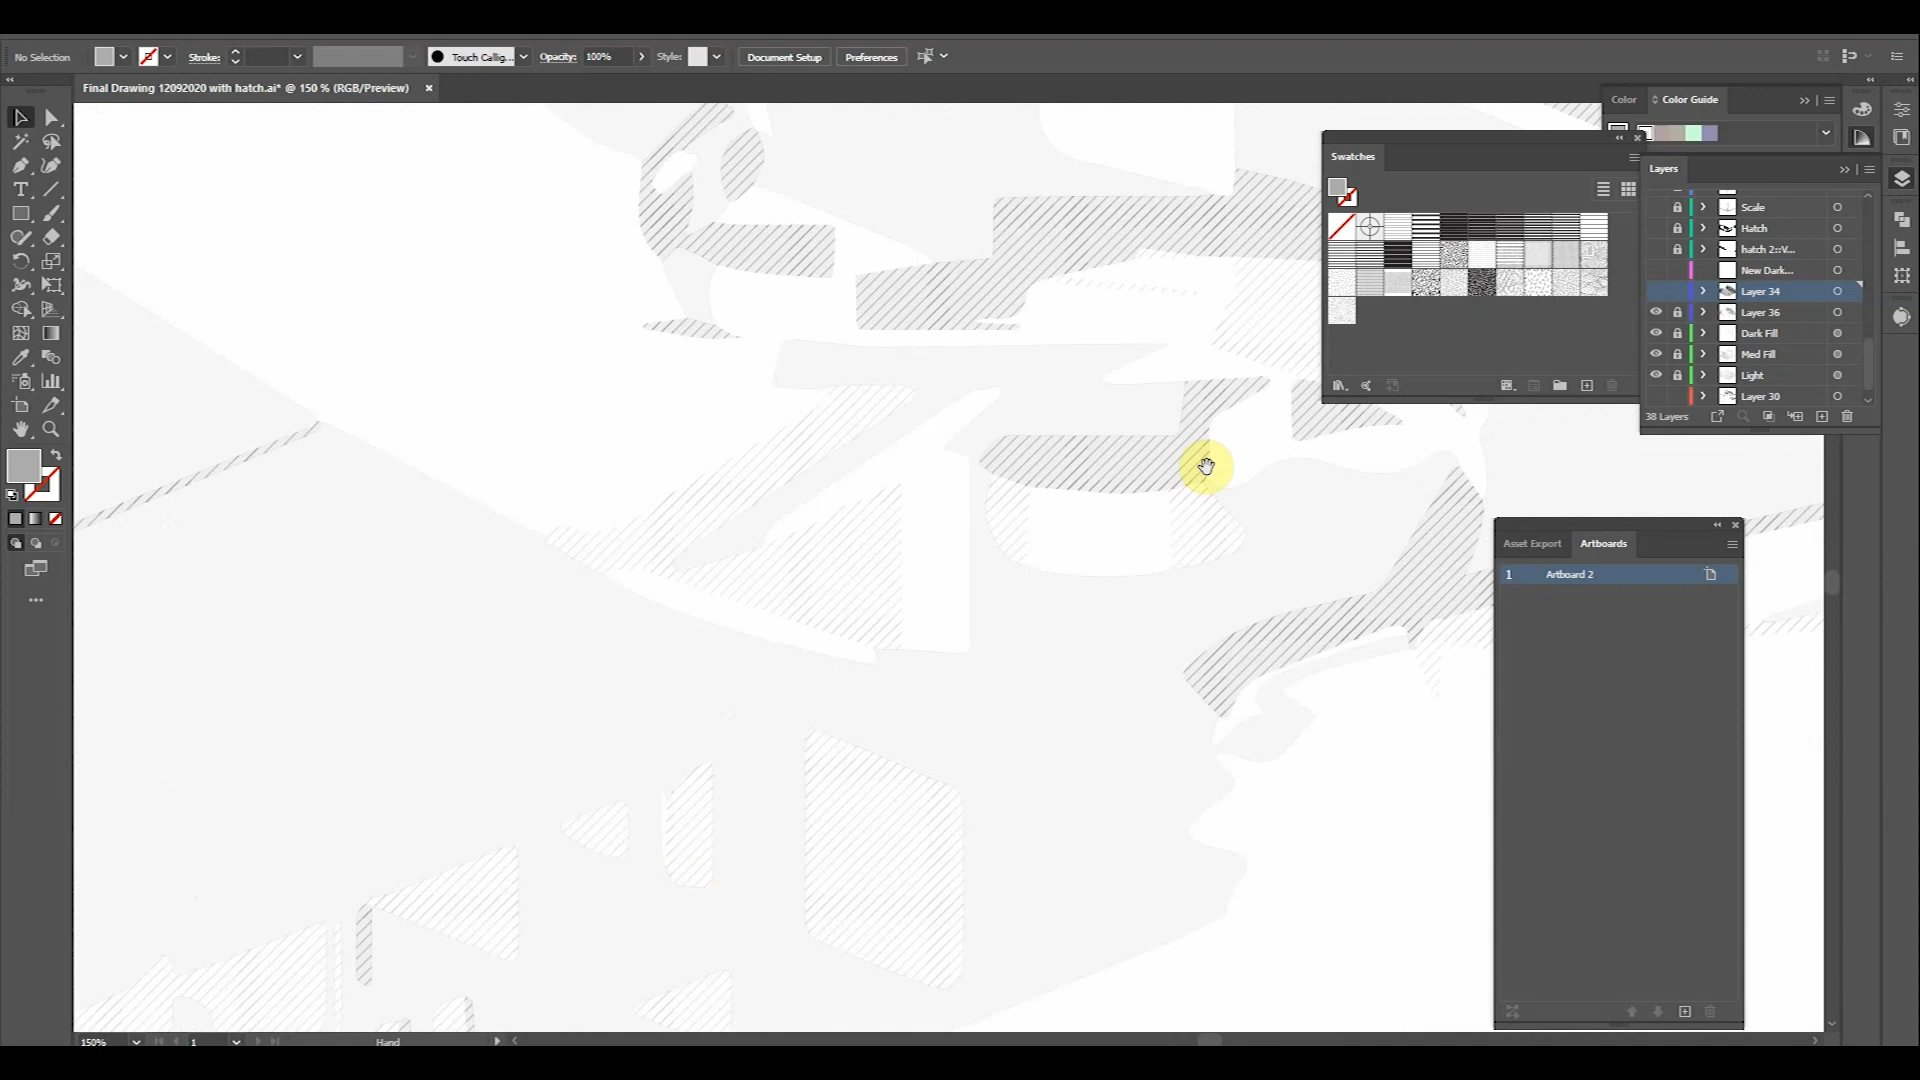 No Selection
Stroke:
Touch Callig...
Opacity:
100%
Style:
Document Setup
Preferences
Final Drawing 12092020 with hatch.ai* @ 150 % (RGB/Preview)
Color
Color Guide
Swatches
Layers
Scale
Hatch
hatch 2::V...
New Dark...
Layer 34
Layer 36
Dark Fill
Med Fill
Light
Layer 30
38 Layers
Asset Export
Artboards
1
Artboard 2
150%
1
Hand